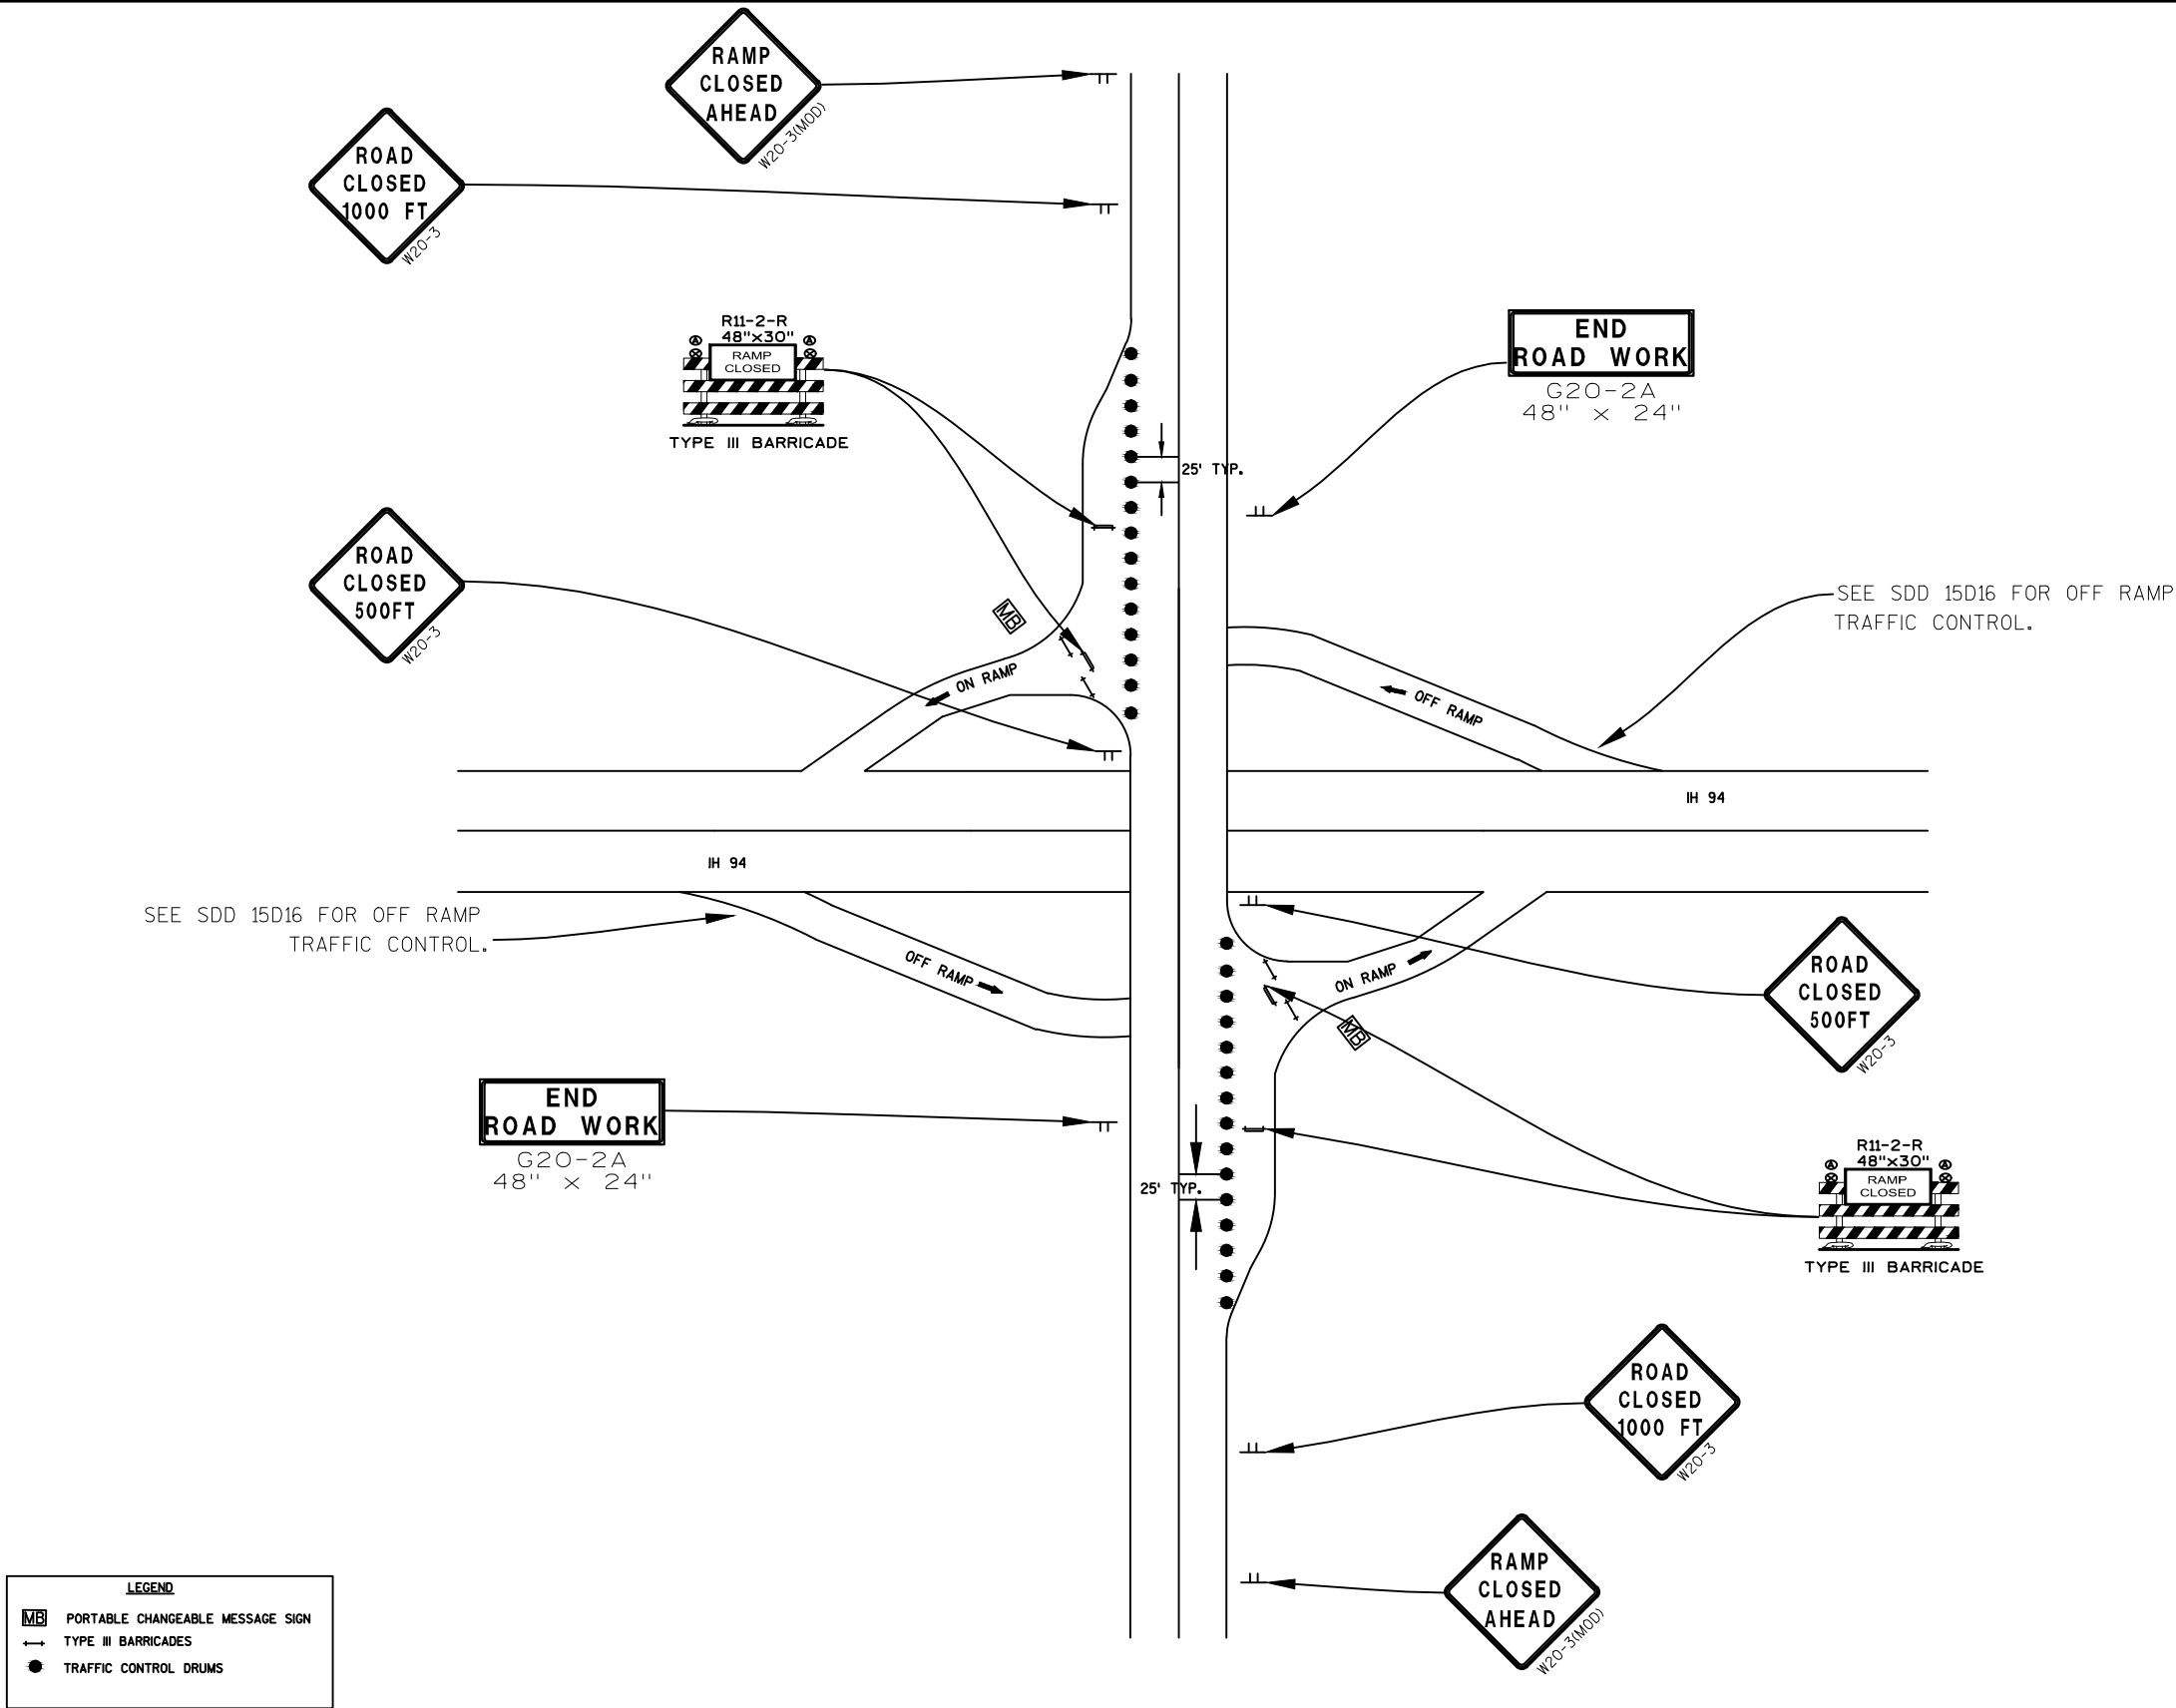 RAMP
CLOSED
AHEAD
W20-3(MOD)
ROAD
CLOSED
1000 FT
W20-3
R11-2-R
48"x30"
A
A
RAMP
CLOSED
TYPE III BARRICADE
END
ROAD WORK
G20-2A
48" x 24"
25' TYP.
ROAD
CLOSED
500FT
W20-3
MB
ON RAMP
SEE SDD 15D16 FOR OFF RAMP
TRAFFIC CONTROL.
OFF RAMP
IH 94
IH 94
SEE SDD 15D16 FOR OFF RAMP
TRAFFIC CONTROL.
OFF RAMP
ON RAMP
MB
ROAD
CLOSED
500FT
W20-3
END
ROAD WORK
G20-2A
48" x 24"
25' TYP.
R11-2-R
48"x30"
A
A
RAMP
CLOSED
TYPE III BARRICADE
ROAD
CLOSED
1000 FT
W20-3
RAMP
CLOSED
AHEAD
W20-3(MOD)
LEGEND
MB PORTABLE CHANGEABLE MESSAGE SIGN
TYPE III BARRICADES
TRAFFIC CONTROL DRUMS